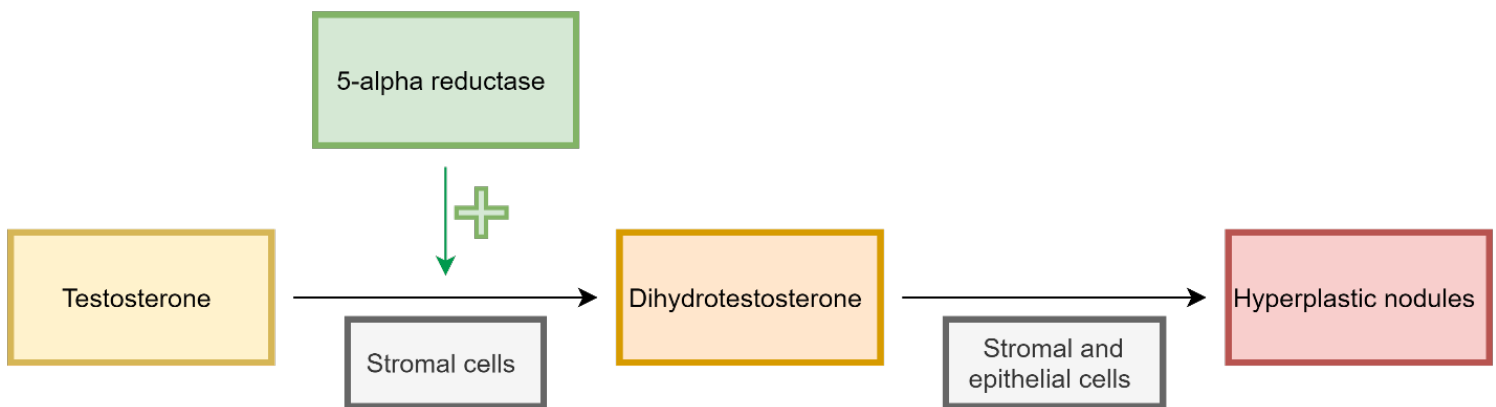 5-alpha reductase
Testosterone
Dihydrotestosterone
Hyperplastic nodules
Stromal cells
Stromal and
epithelial cells